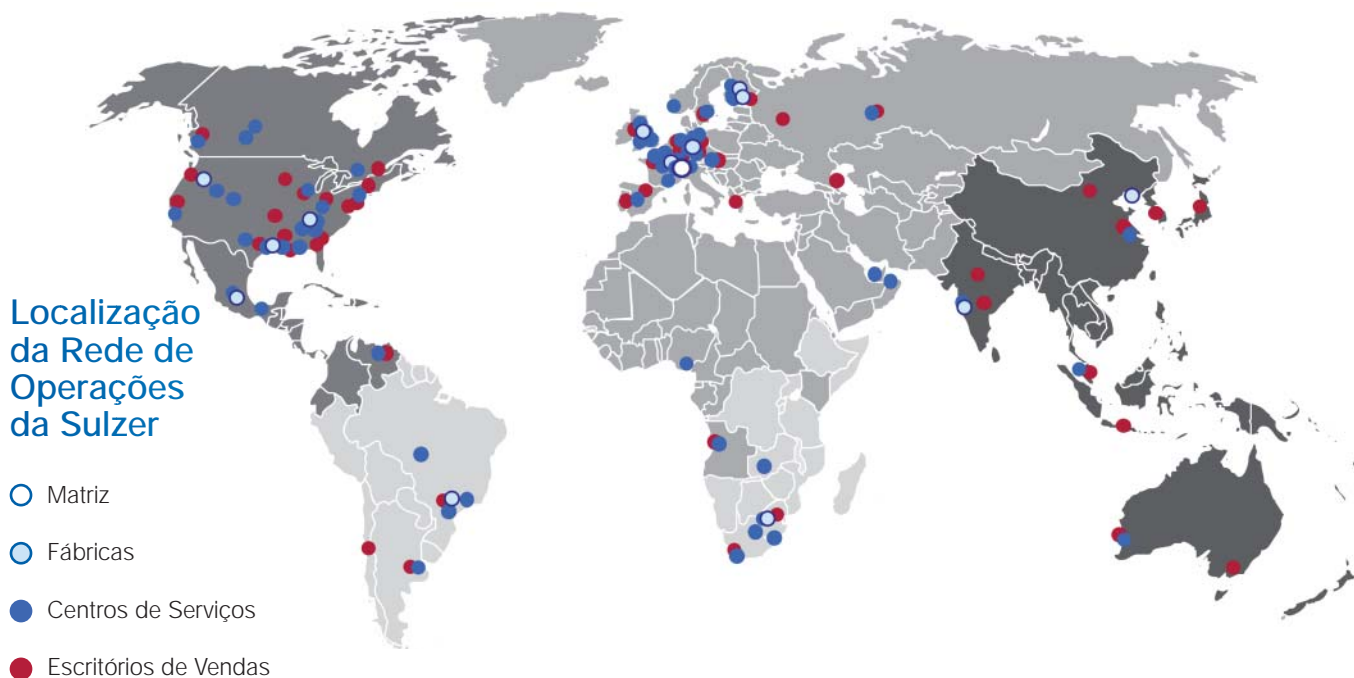 Localização
da Rede de
Operações
da Sulzer
Matriz
Fábricas
Centros de Serviços
Escritórios de Vendas